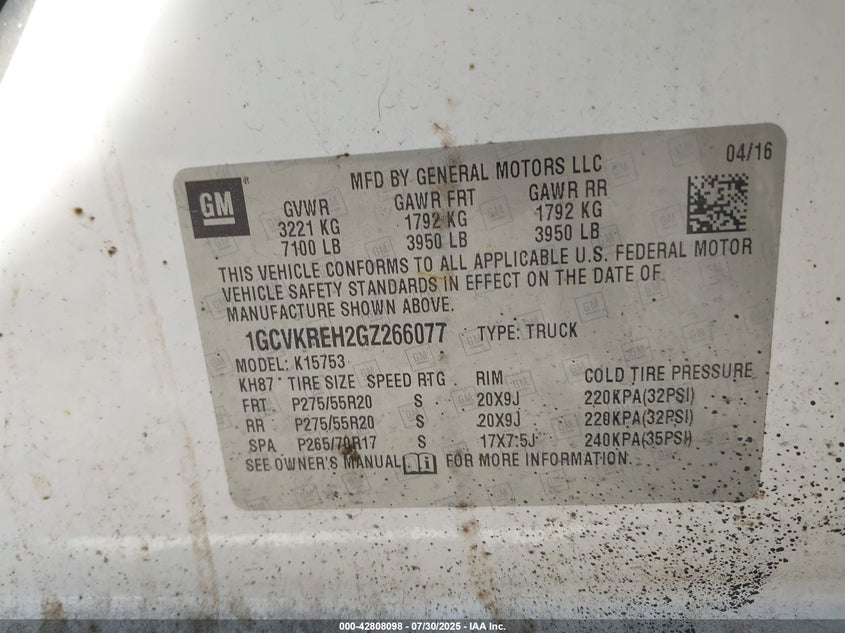 04/16
GM
MFD BY GENERAL MOTORS LLC
GVWR GAWR FRT GAWR RR
3221 KG 1792 KG 1792 KG
7100 LB 3950 LB 3950 LB
THIS VEHICLE CONFORMS TO ALL APPLICABLE U.S. FEDERAL MOTOR
VEHICLE SAFETY STANDARDS IN EFFECT ON THE DATE OF
MANUFACTURE SHOWN ABOVE.
1GCVKREH2GZ266077 TYPE: TRUCK
MODEL: K15753
KH87 TIRE SIZE SPEED RTG RIM COLD TIRE PRESSURE
FRT P275/55R20 S 20X9J 220KPA(32PSI)
RR P275/55R20 S 20X9J 220KPA(32PSI)
SPA P265/70R17 S 17X7.5J 240KPA(35PSI)
SEE OWNER'S MANUAL FOR MORE INFORMATION.
000-42808098 - 07/30/2025 - IAA Inc.